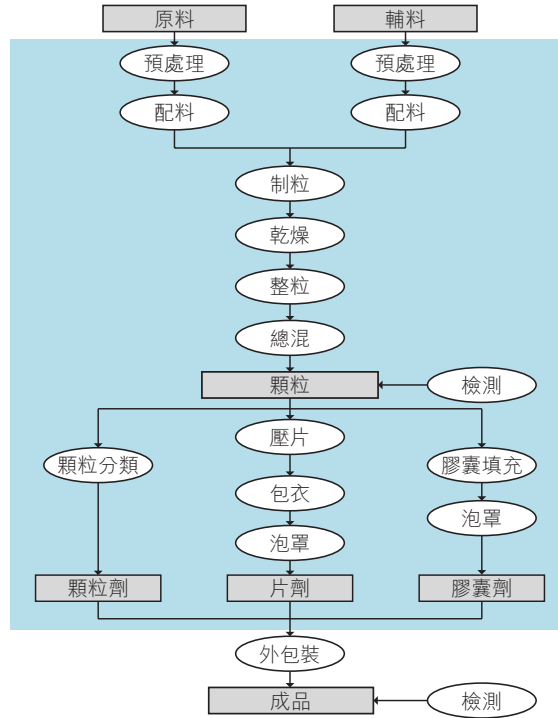 原料
輔料
預處理
預處理
配料
配料
制粒
乾燥
整粒
總混
顆粒
檢測
壓片
顆粒分類
膠囊填充
包衣
泡罩
泡罩
顆粒劑
片劑
膠囊劑
外包裝
成品
檢測